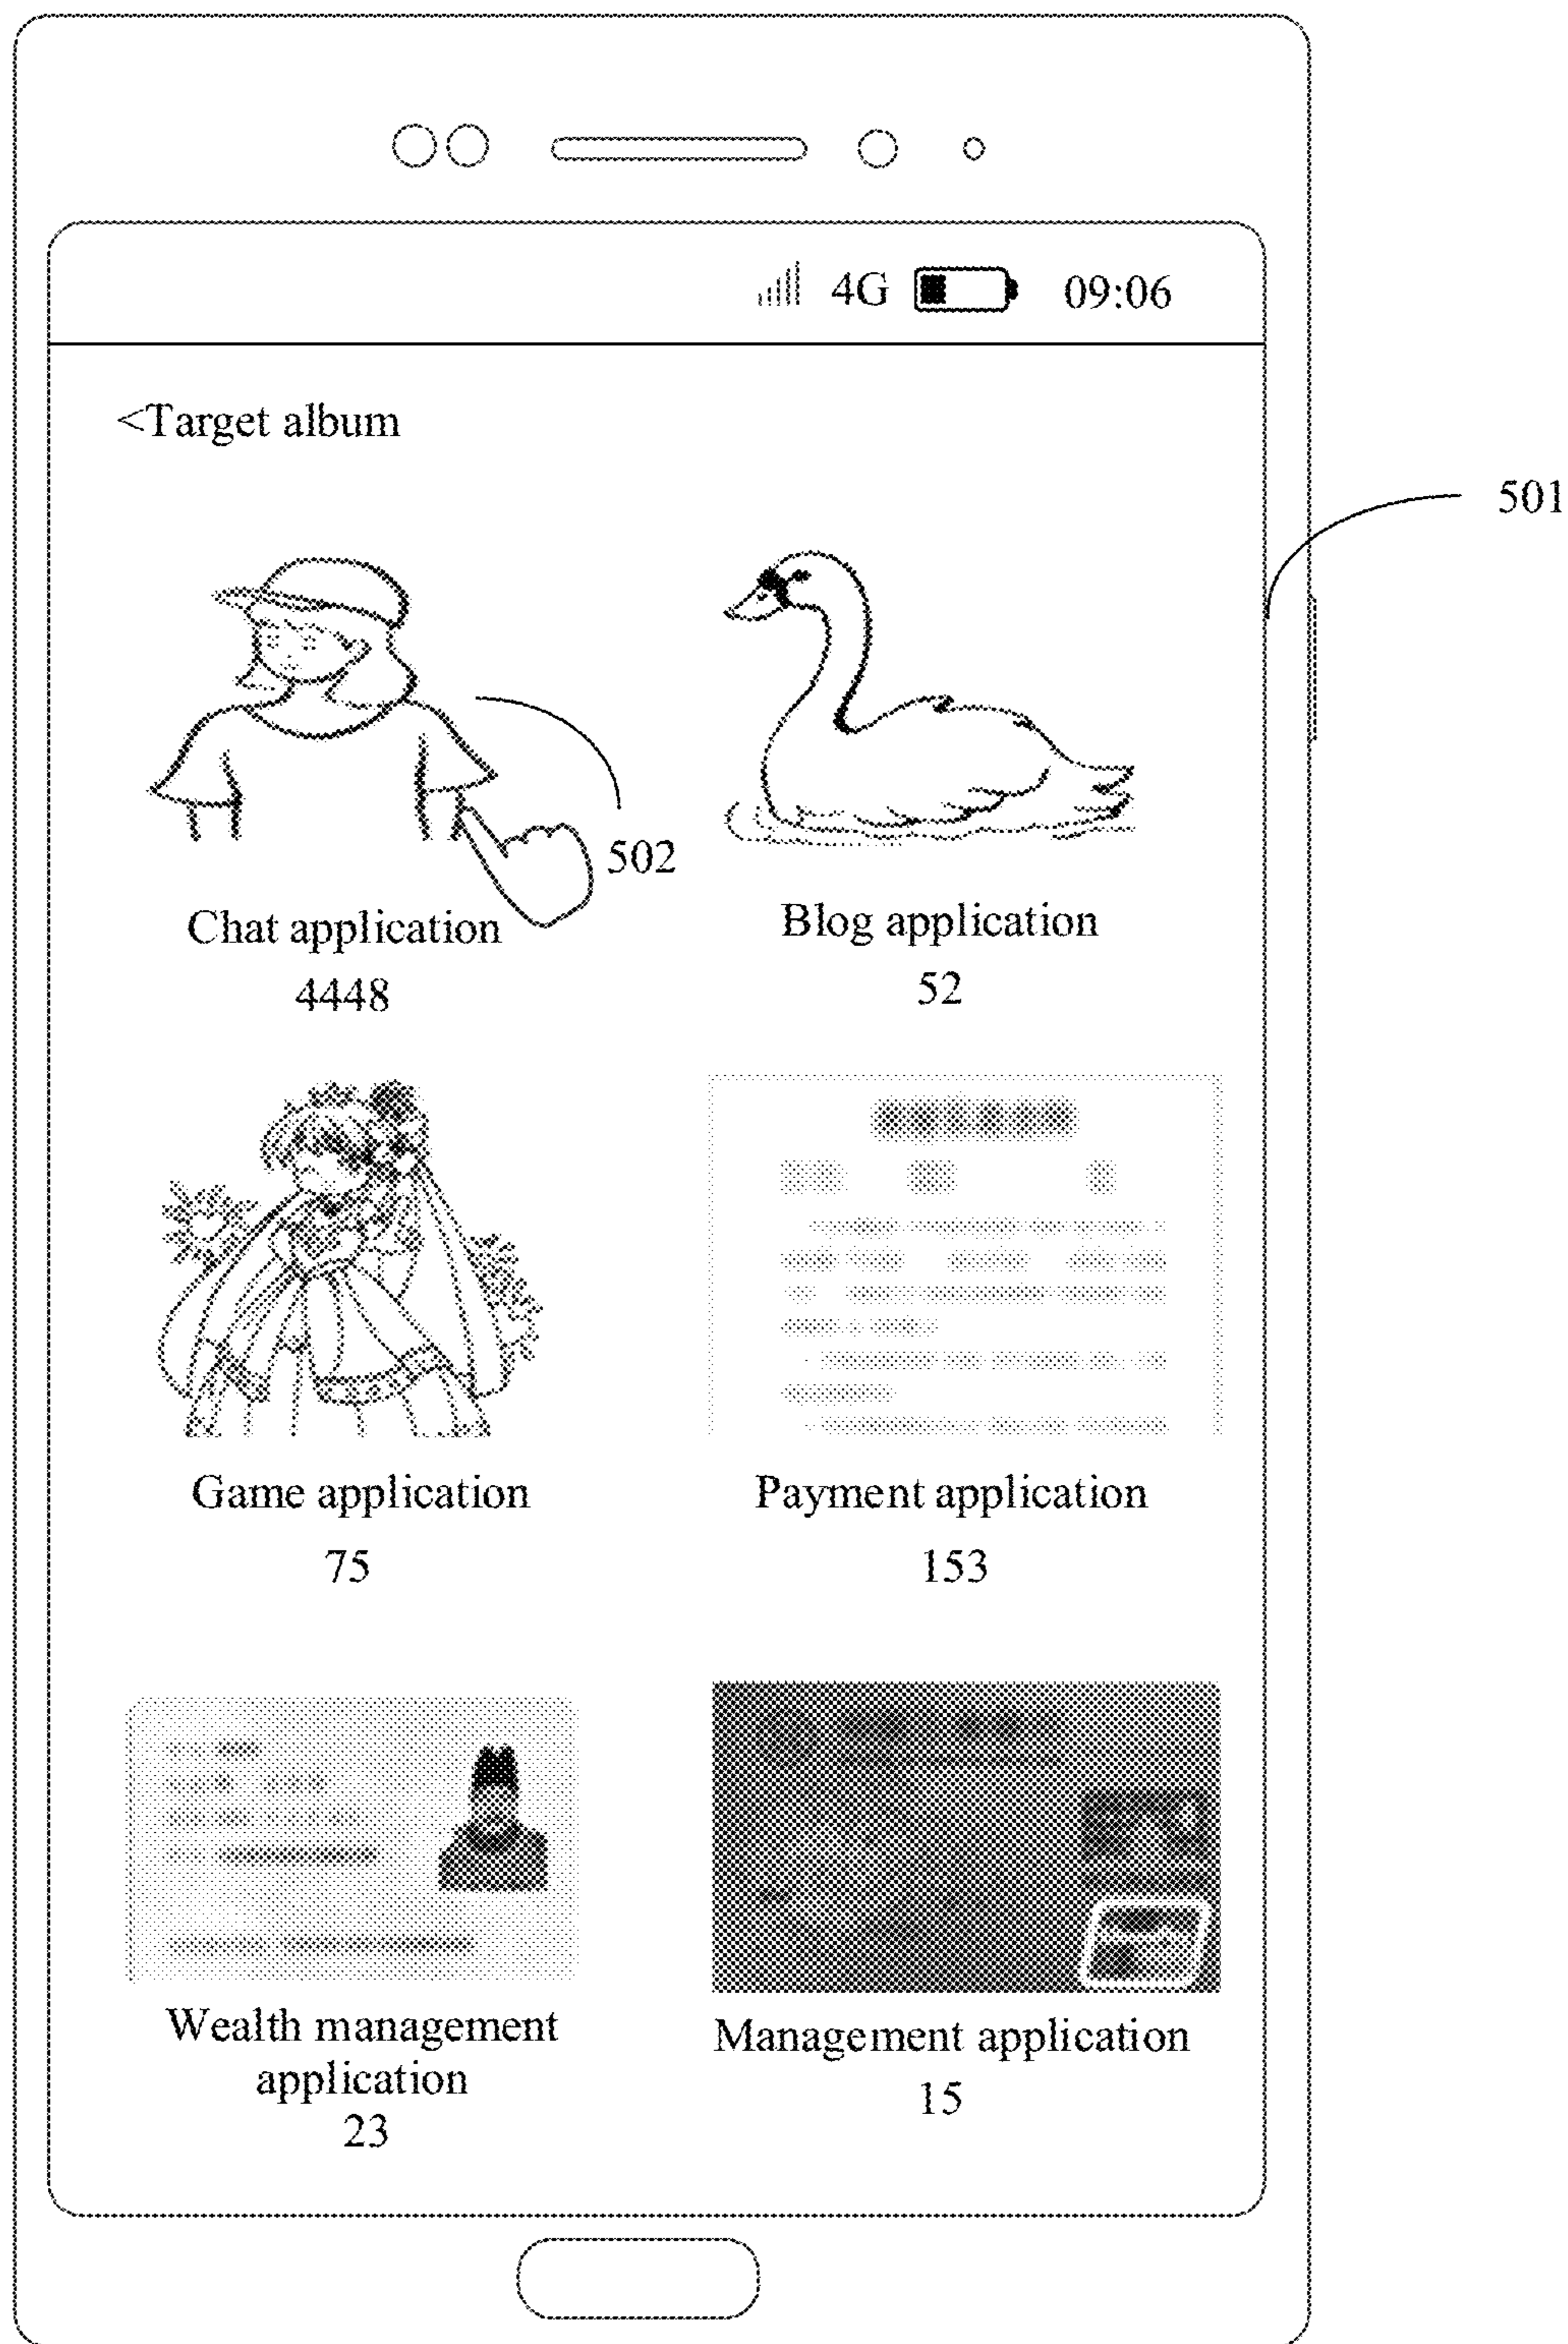 4G 09:06
<Target album
501
502
Chat application
4448
Blog application
52
Game application
75
Payment application
153
Wealth management
application
23
Management application
15